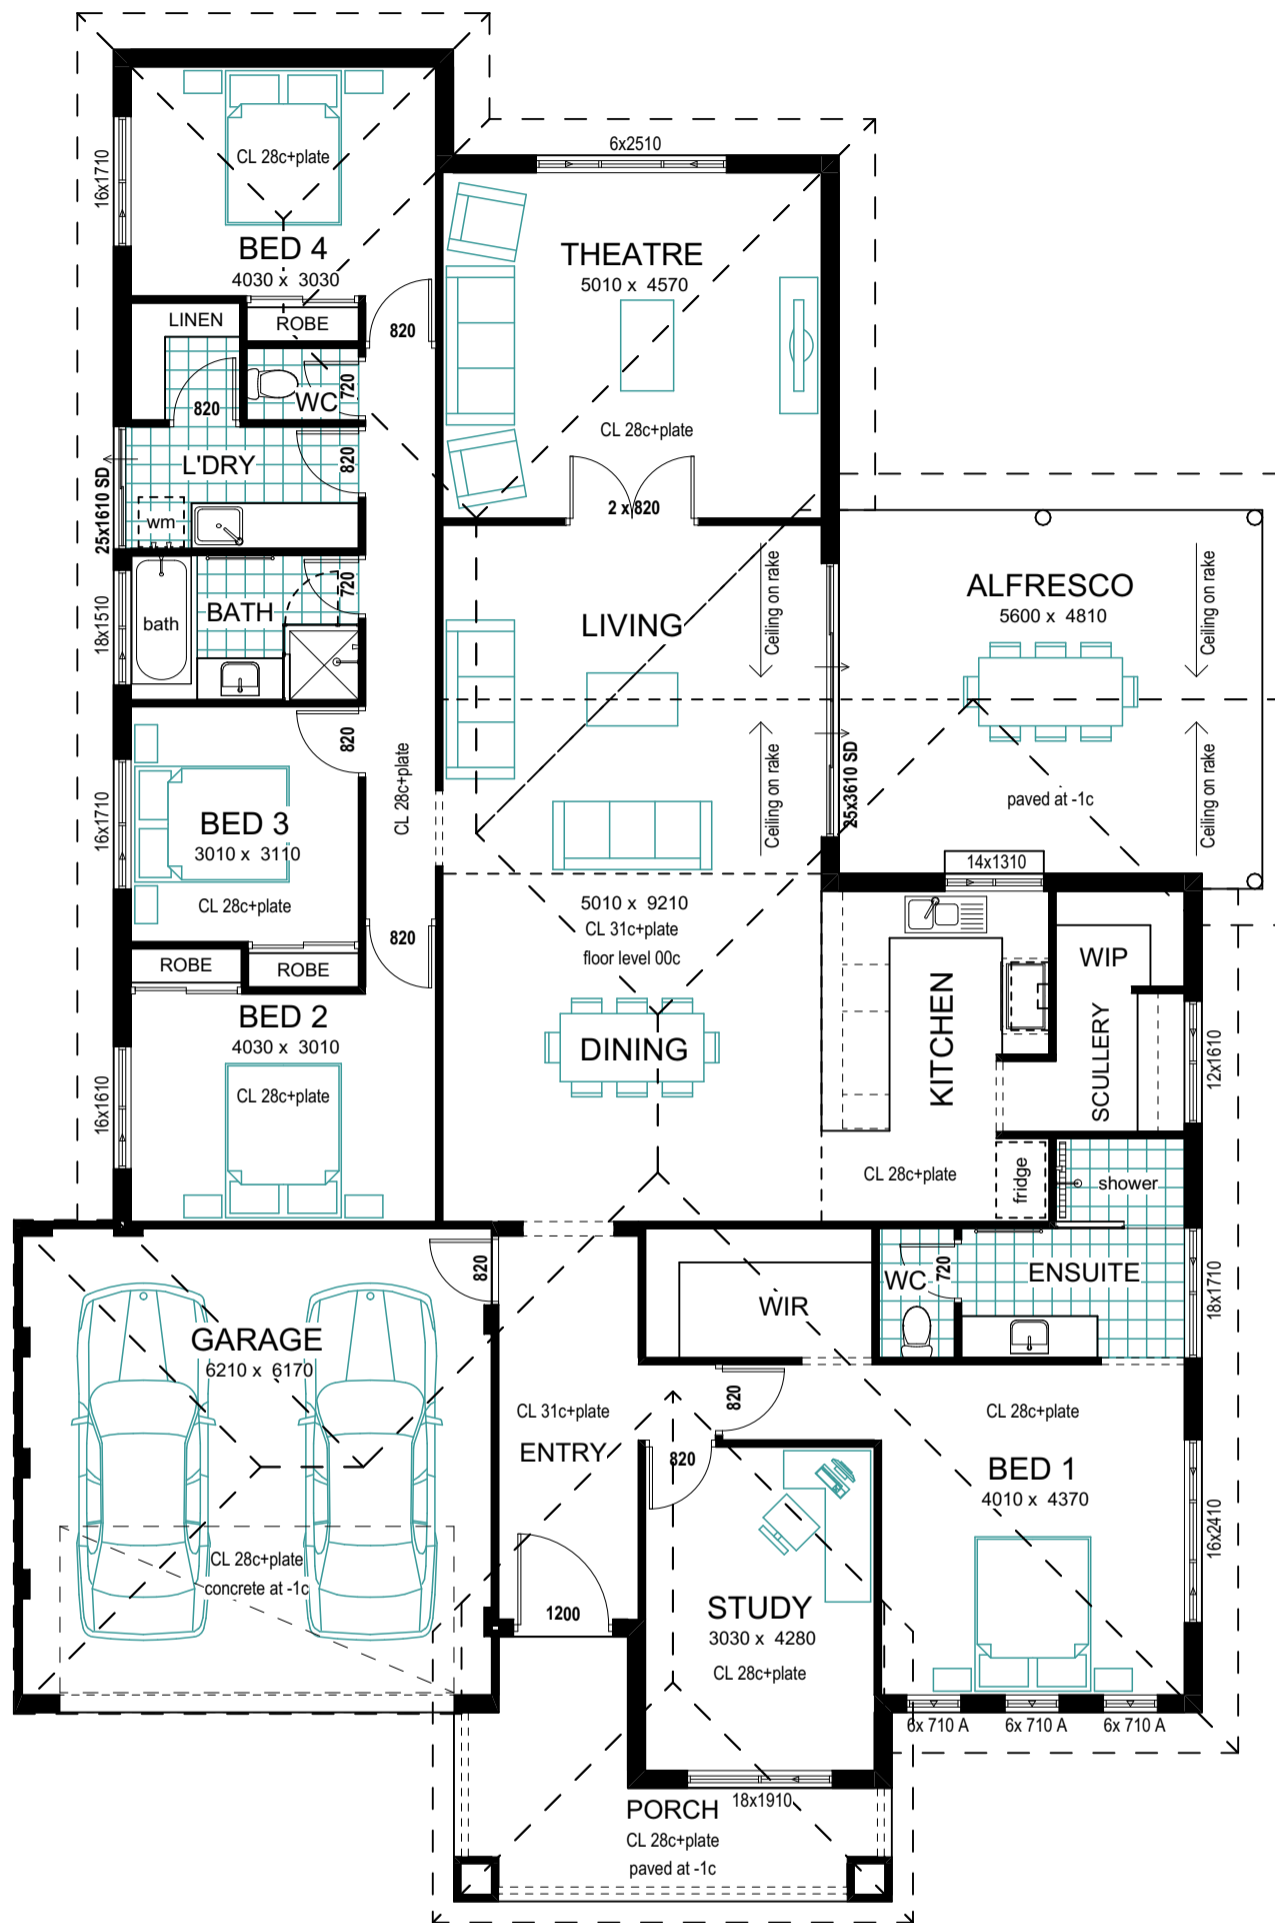 6x2510
16x1710
CL 28c+plate
BED 4
4030 x 3030
THEATRE
5010 x 4570
CL 28c+plate
2 x 820
LINEN
ROBE
820
WC
720
820
L'DRY
820
25x1610 SD
wm
18x1510
bath
BATH
720
LIVING
Ceiling on rake
Ceiling on rake
25x3610 SD
ALFRESCO
5600 x 4810
Ceiling on rake
Ceiling on rake
paved at -1c
14x1310
820
CL 28c+plate
16x1710
BED 3
3010 x 3110
CL 28c+plate
820
ROBE
ROBE
BED 2
4030 x 3010
CL 28c+plate
16x1610
5010 x 9210
CL 31c+plate
floor level 00c
DINING
KITCHEN
CL 28c+plate
fridge
WIP
SCULLERY
12x1610
shower
18x1710
WC
720
ENSUITE
WIR
820
GARAGE
6210 x 6170
CL 28c+plate
concrete at -1c
CL 31c+plate
ENTRY
820
820
1200
CL 28c+plate
BED 1
4010 x 4370
16x2410
STUDY
3030 x 4280
CL 28c+plate
6x 710 A
6x 710 A
6x 710 A
18x1910
PORCH
CL 28c+plate
paved at -1c